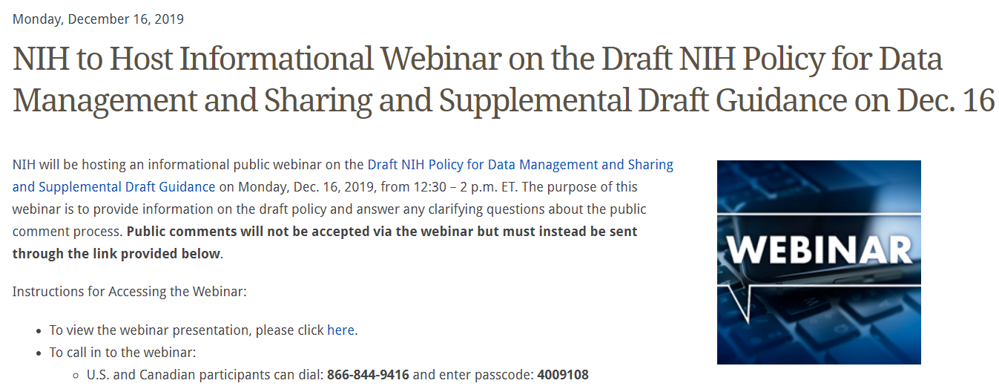 Monday, December 16, 2019
NIH to Host Informational Webinar on the Draft NIH Policy for Data
Management and Sharing and Supplemental Draft Guidance on Dec. 16
NIH will be hosting an informational public webinar on the Draft NIH Policy for Data Management and Sharing
and Supplemental Draft Guidance on Monday, Dec. 16, 2019, from 12:30 – 2 p.m. ET. The purpose of this
webinar is to provide information on the draft policy and answer any clarifying questions about the public
comment process. Public comments will not be accepted via the webinar but must instead be sent
through the link provided below.
WEBINAR
Instructions for Accessing the Webinar:
• To view the webinar presentation, please click here.
• To call in to the webinar:
◦ U.S. and Canadian participants can dial: 866-844-9416 and enter passcode: 4009108